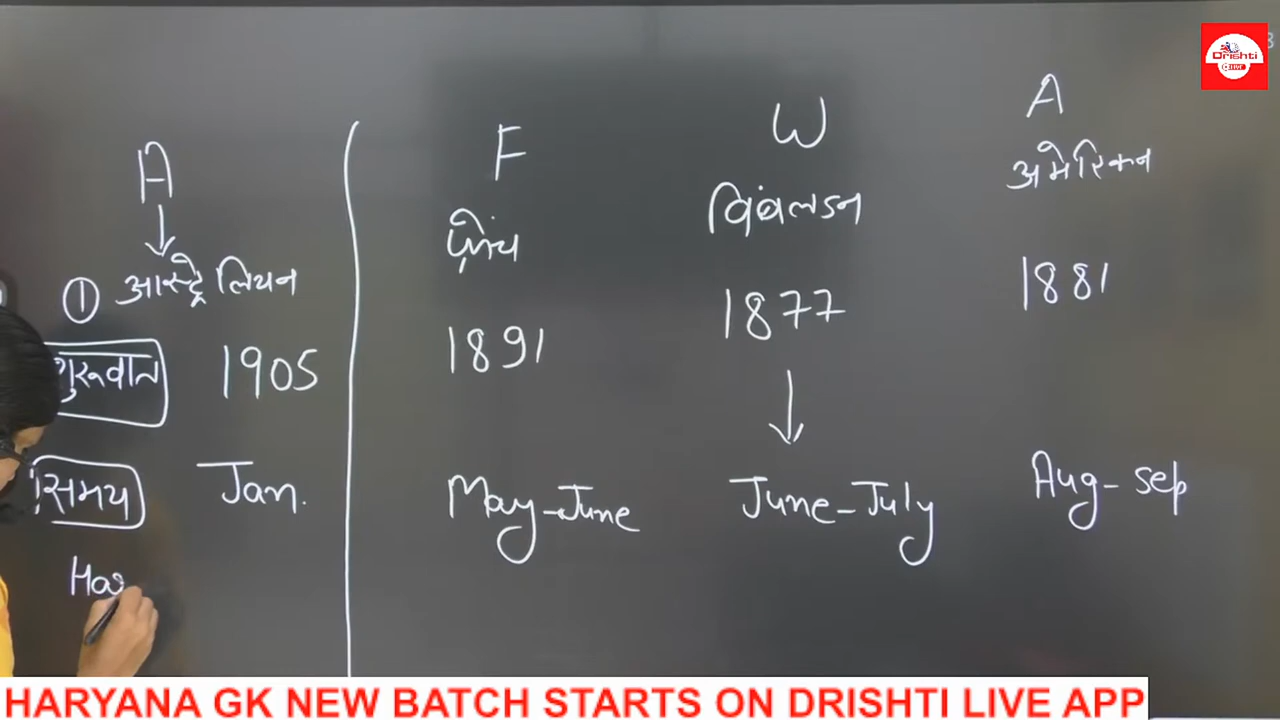 Drishti
LIVE
A
F
W
A
① आस्ट्रेलियन
फ्रेंच
विंबलडन
अमेरिकन
शुरूवात
1905
1891
1877
1881
समय
Jan.
May-June
June-July
Aug-Sep
HARYANA GK NEW BATCH STARTS ON DRISHTI LIVE APP